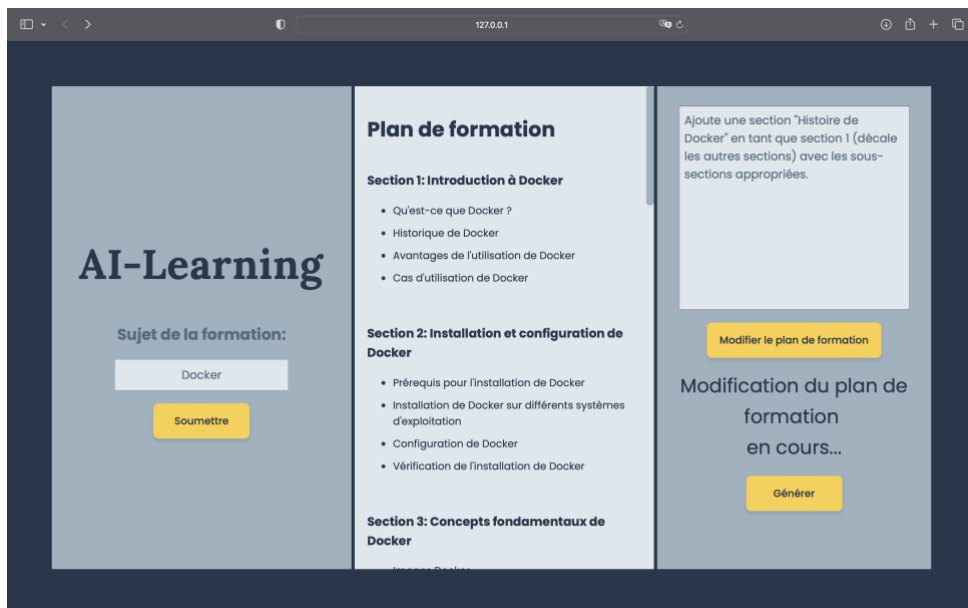 127.0.0.1
AI-Learning
Sujet de la formation:
Docker
Soumettre
Plan de formation
Section 1: Introduction à Docker
Qu'est-ce que Docker ?
Historique de Docker
Avantages de l'utilisation de Docker
Cas d'utilisation de Docker
Section 2: Installation et configuration de
Docker
Prérequis pour l'installation de Docker
Installation de Docker sur différents systèmes
d'exploitation
Configuration de Docker
Vérification de l'installation de Docker
Section 3: Concepts fondamentaux de
Docker
Images Docker
Ajoute une section "Histoire de
Docker" en tant que section 1 (décale
les autres sections) avec les sous-
sections appropriées.
Modifier le plan de formation
Modification du plan de
formation
en cours...
Générer